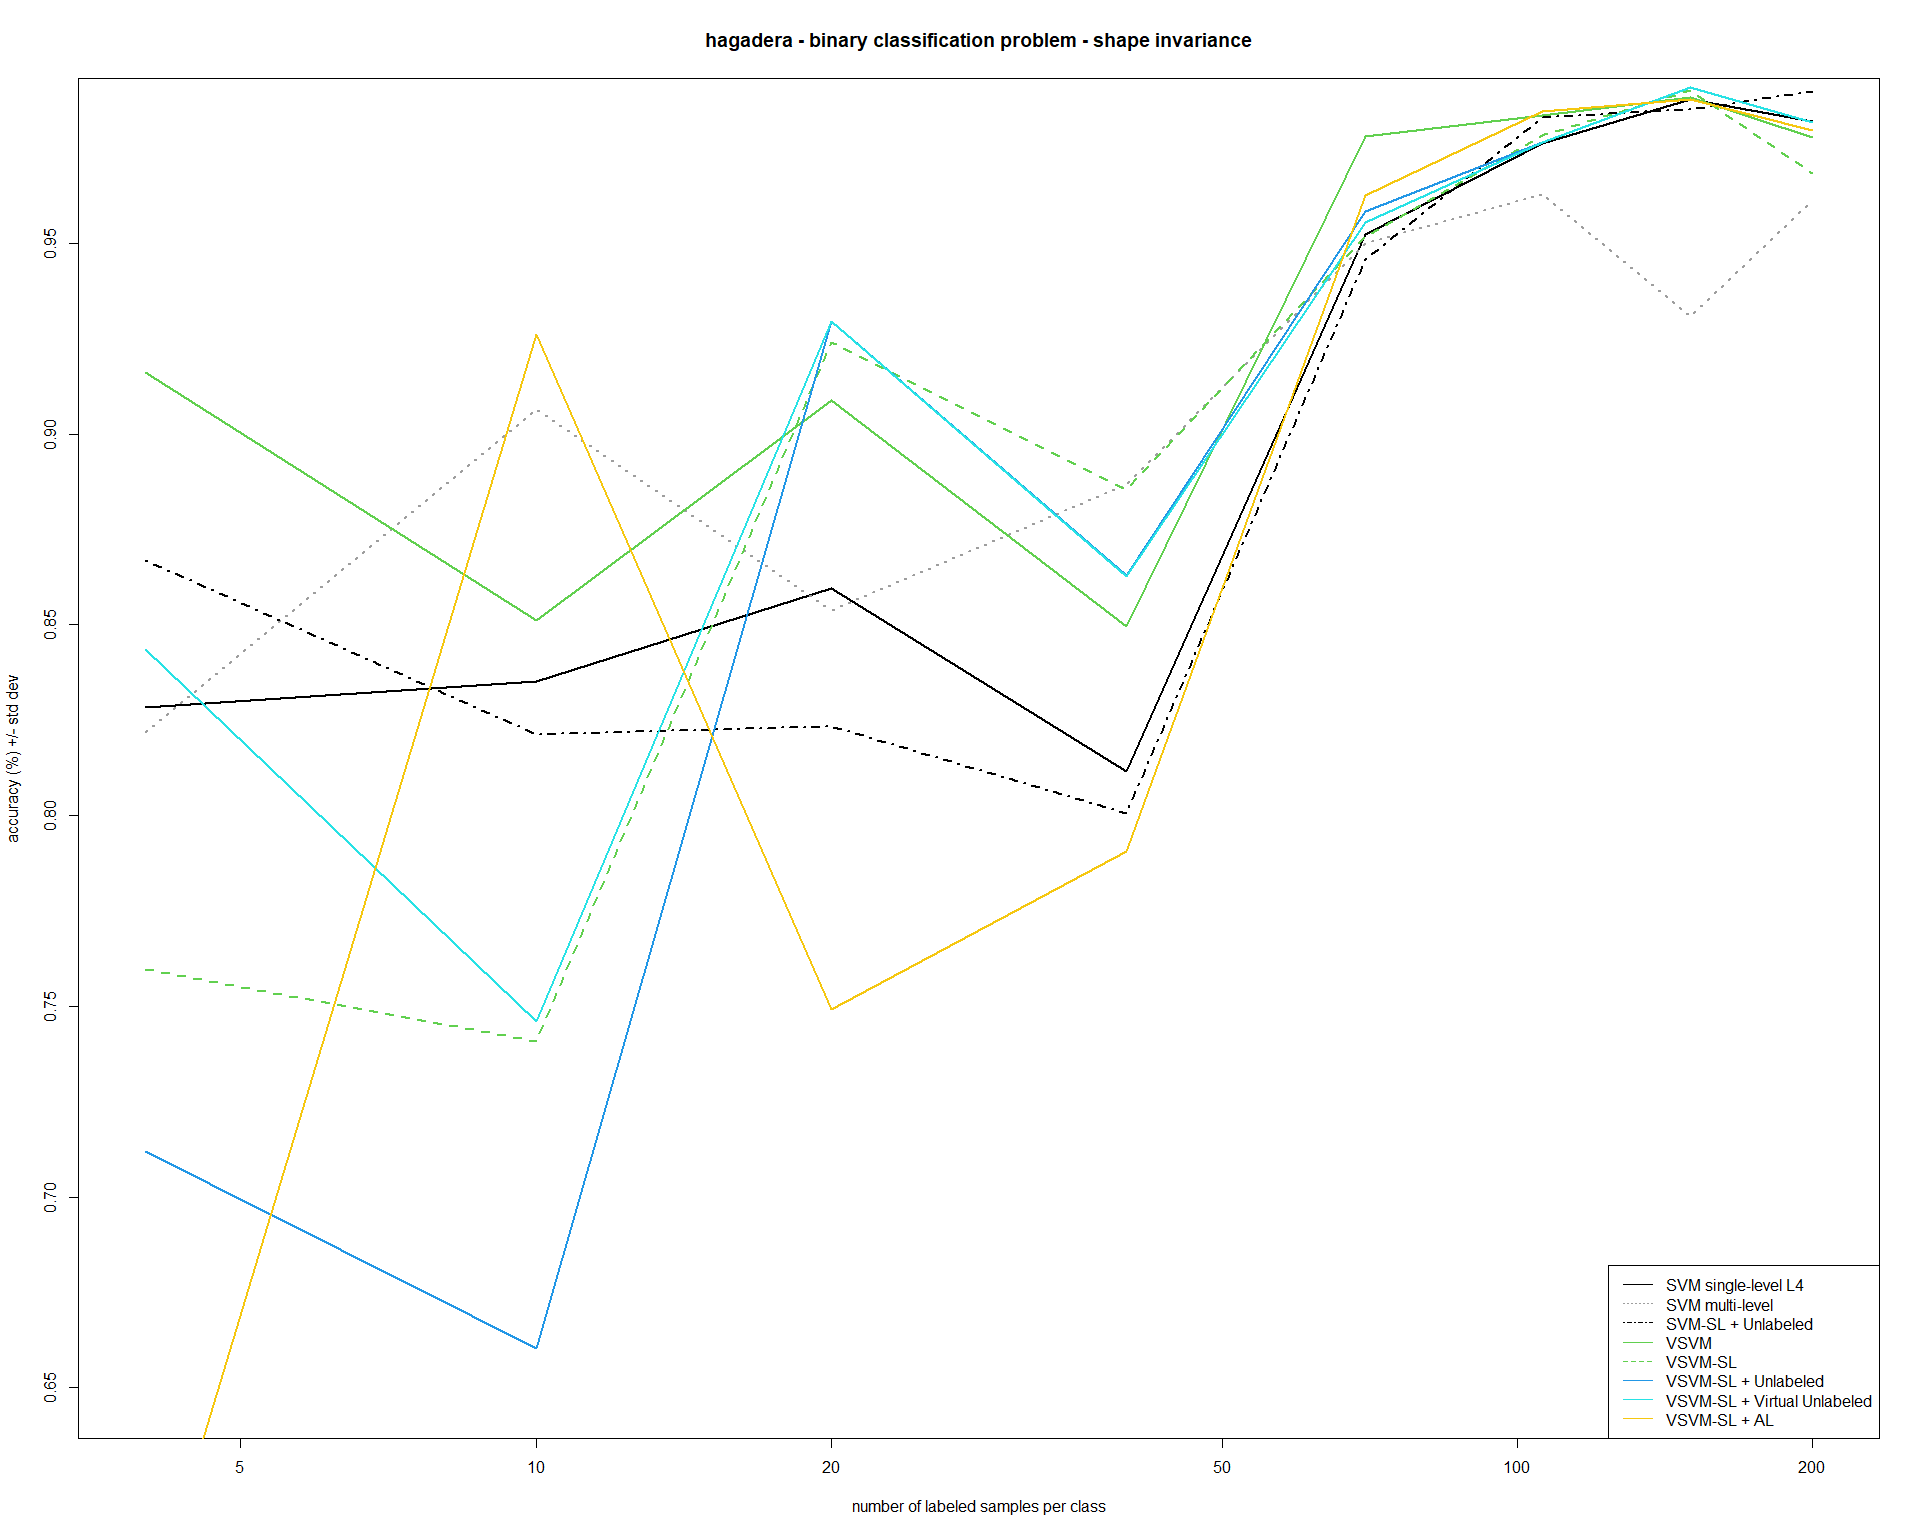 hagadera - binary classification problem - shape invariance
accuracy (%) +/- std dev
0.95
0.90
0.85
0.80
0.75
0.70
0.65
5
10
20
50
100
200
number of labeled samples per class
SVM single-level L4
SVM multi-level
SVM-SL + Unlabeled
VSVM
VSVM-SL
VSVM-SL + Unlabeled
VSVM-SL + Virtual Unlabeled
VSVM-SL + AL